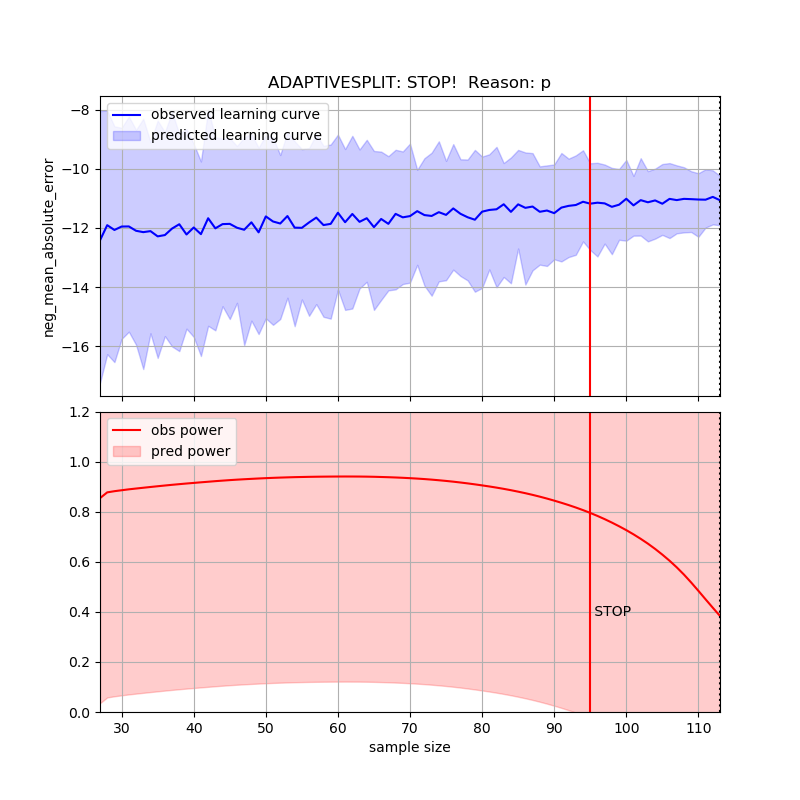 ADAPTIVESPLIT: STOP!  Reason: p
observed learning curve
predicted learning curve
neg_mean_absolute_error
−8
−10
−12
−14
−16
obs power
pred power
1.2
1.0
0.8
0.6
0.4
0.2
0.0
STOP
30 40 50 60 70 80 90 100 110
sample size